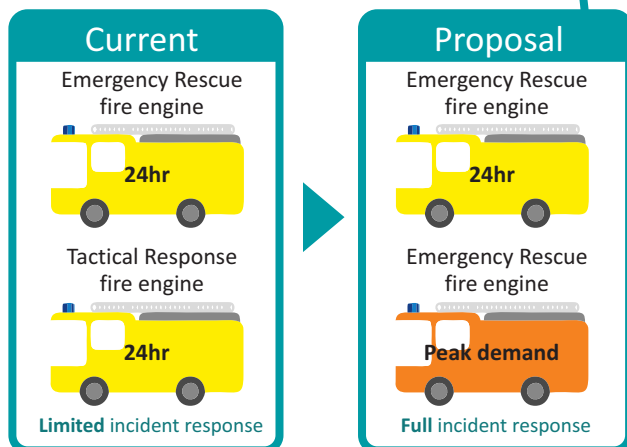 Current
Emergency Rescue
fire engine
24hr
Tactical Response
fire engine
24hr
Limited incident response
Proposal
Emergency Rescue
fire engine
24hr
Emergency Rescue
fire engine
Peak demand
Full incident response